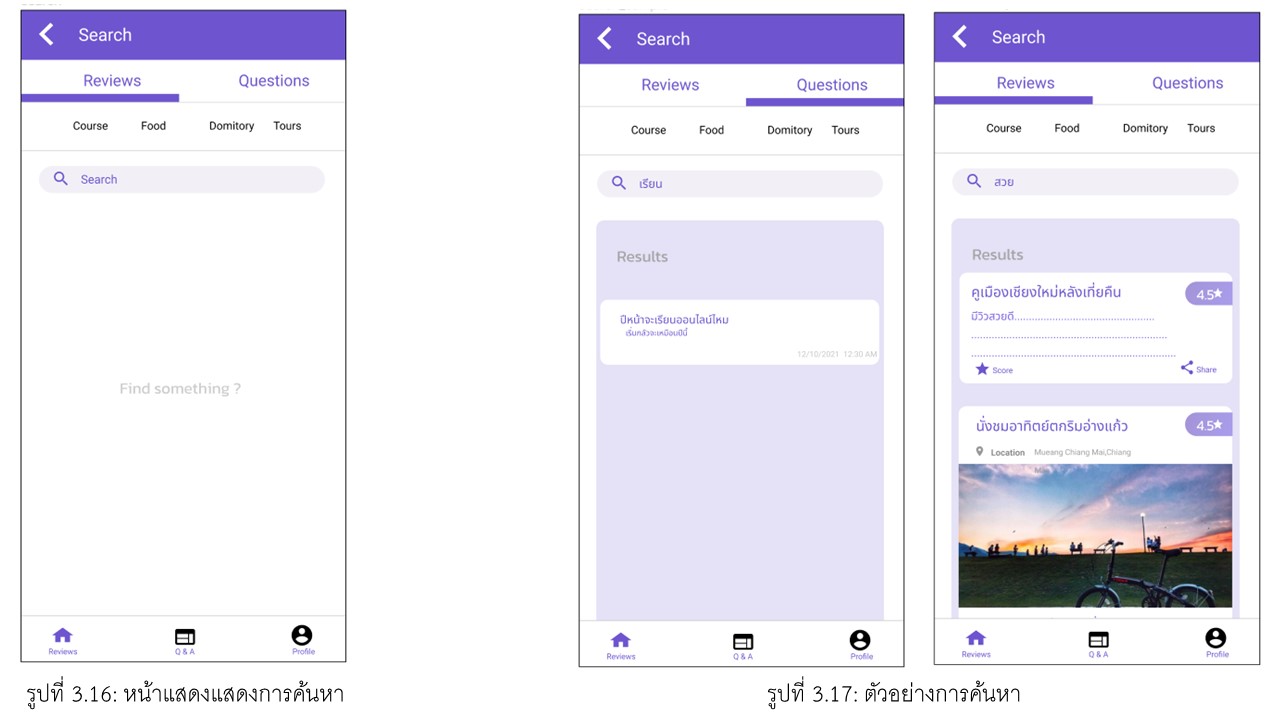 Search
Reviews Questions
Course Food Domitory Tours
Search
Find something ?
Reviews Q & A Profile
รูปที่ 3.16: หน้าแสดงแสดงการค้นหา
Search
Reviews Questions
Course Food Domitory Tours
เรียน
Results
ปีหน้าจะเรียนออนไลน์ไหม
เริ่มกลัวจะเหมือนปีนี้
12/10/2021 12:30 AM
Reviews Q & A Profile
Search
Reviews Questions
Course Food Domitory Tours
สวย
Results
คูเมืองเชียงใหม่หลังเที่ยคืน 4.5★
มีวิวสวยดี..............................................
................................................................
...................................................................
Score Share
นั่งชมอาทิตย์ตกริมอ่างแก้ว 4.5★
Location Mueang Chiang Mai,Chiang
Reviews Q & A Profile
รูปที่ 3.17: ตัวอย่างการค้นหา